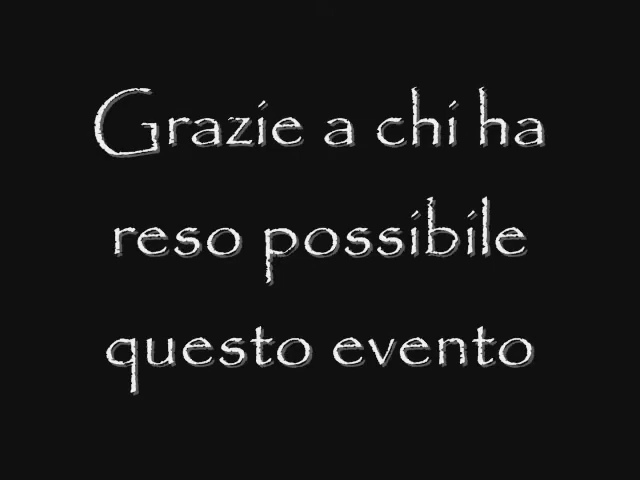 Grazie a chi ha
reso possibile
questo evento